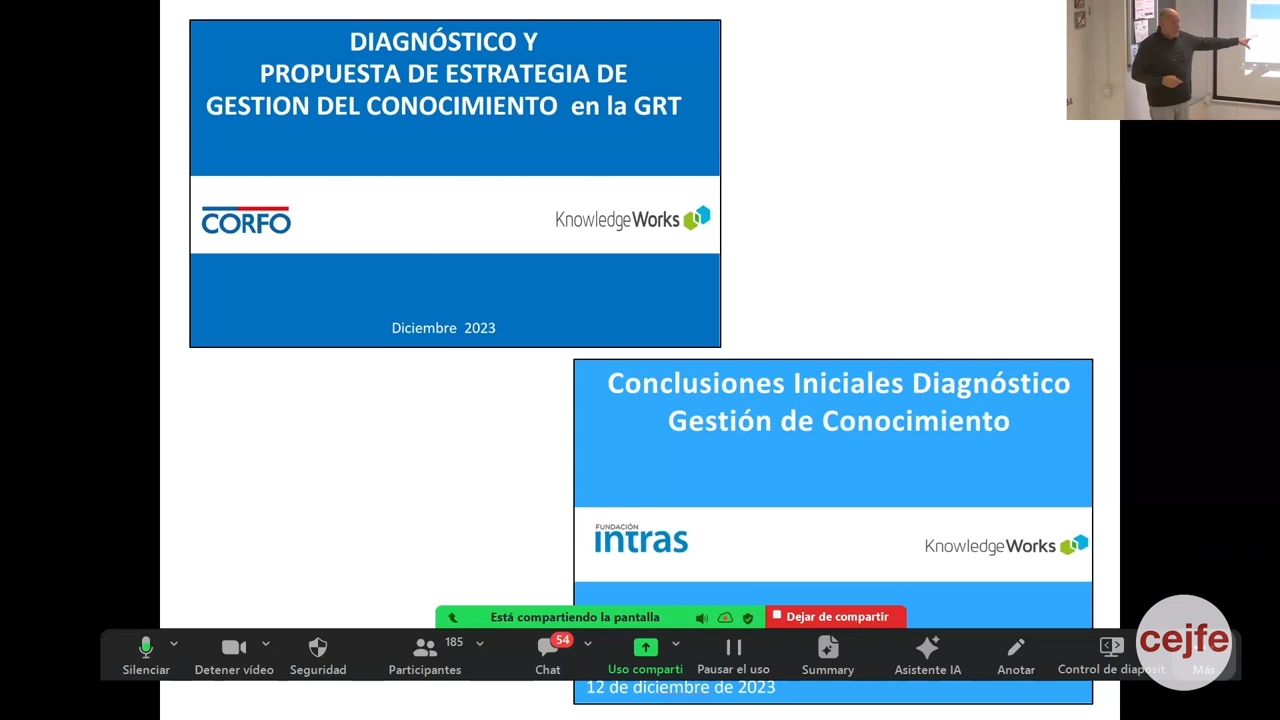 DIAGNÓSTICO Y
PROPUESTA DE ESTRATEGIA DE
GESTION DEL CONOCIMIENTO en la GRT
CORFO
KnowledgeWorks
Diciembre 2023
Conclusiones Iniciales Diagnóstico
Gestión de Conocimiento
FUNDACIÓN
intras
KnowledgeWorks
Está compartiendo la pantalla
Dejar de compartir
185
54
Silenciar
Detener vídeo
Seguridad
Participantes
Chat
Uso comparti
Pausar el uso
Summary
Asistente IA
Anotar
Control de diaposit
Más
cejfe
12 de diciembre de 2023